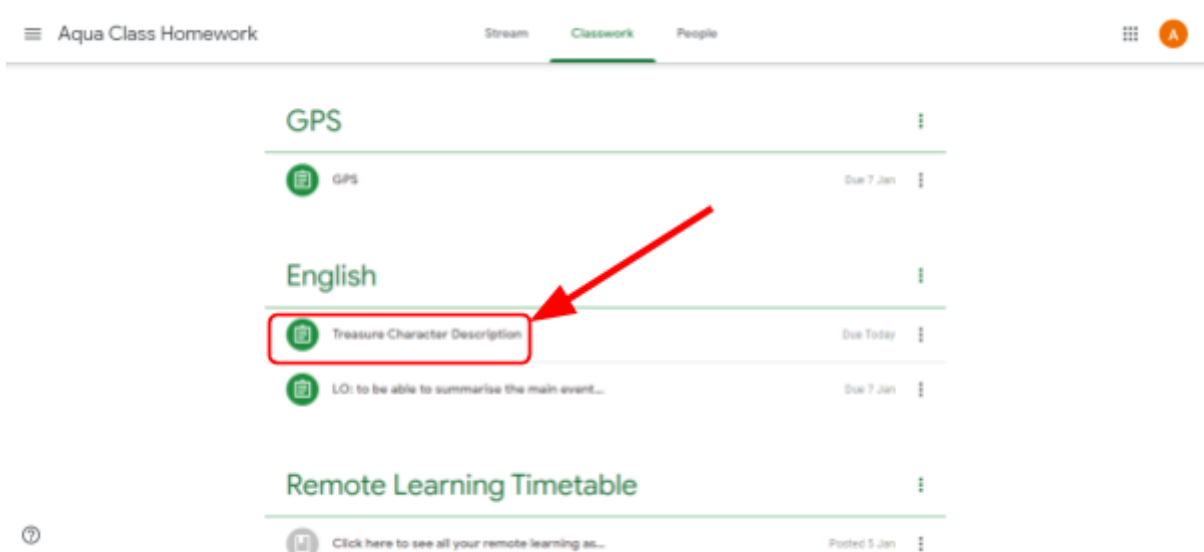 Aqua Class Homework Stream Classwork People A
GPS
GPS Due 7 Jan
English
Treasure Character Description Due Today
LO: to be able to summarise the main event... Due 7 Jan
Remote Learning Timetable
Click here to see all your remote learning as... Posted 5 Jan